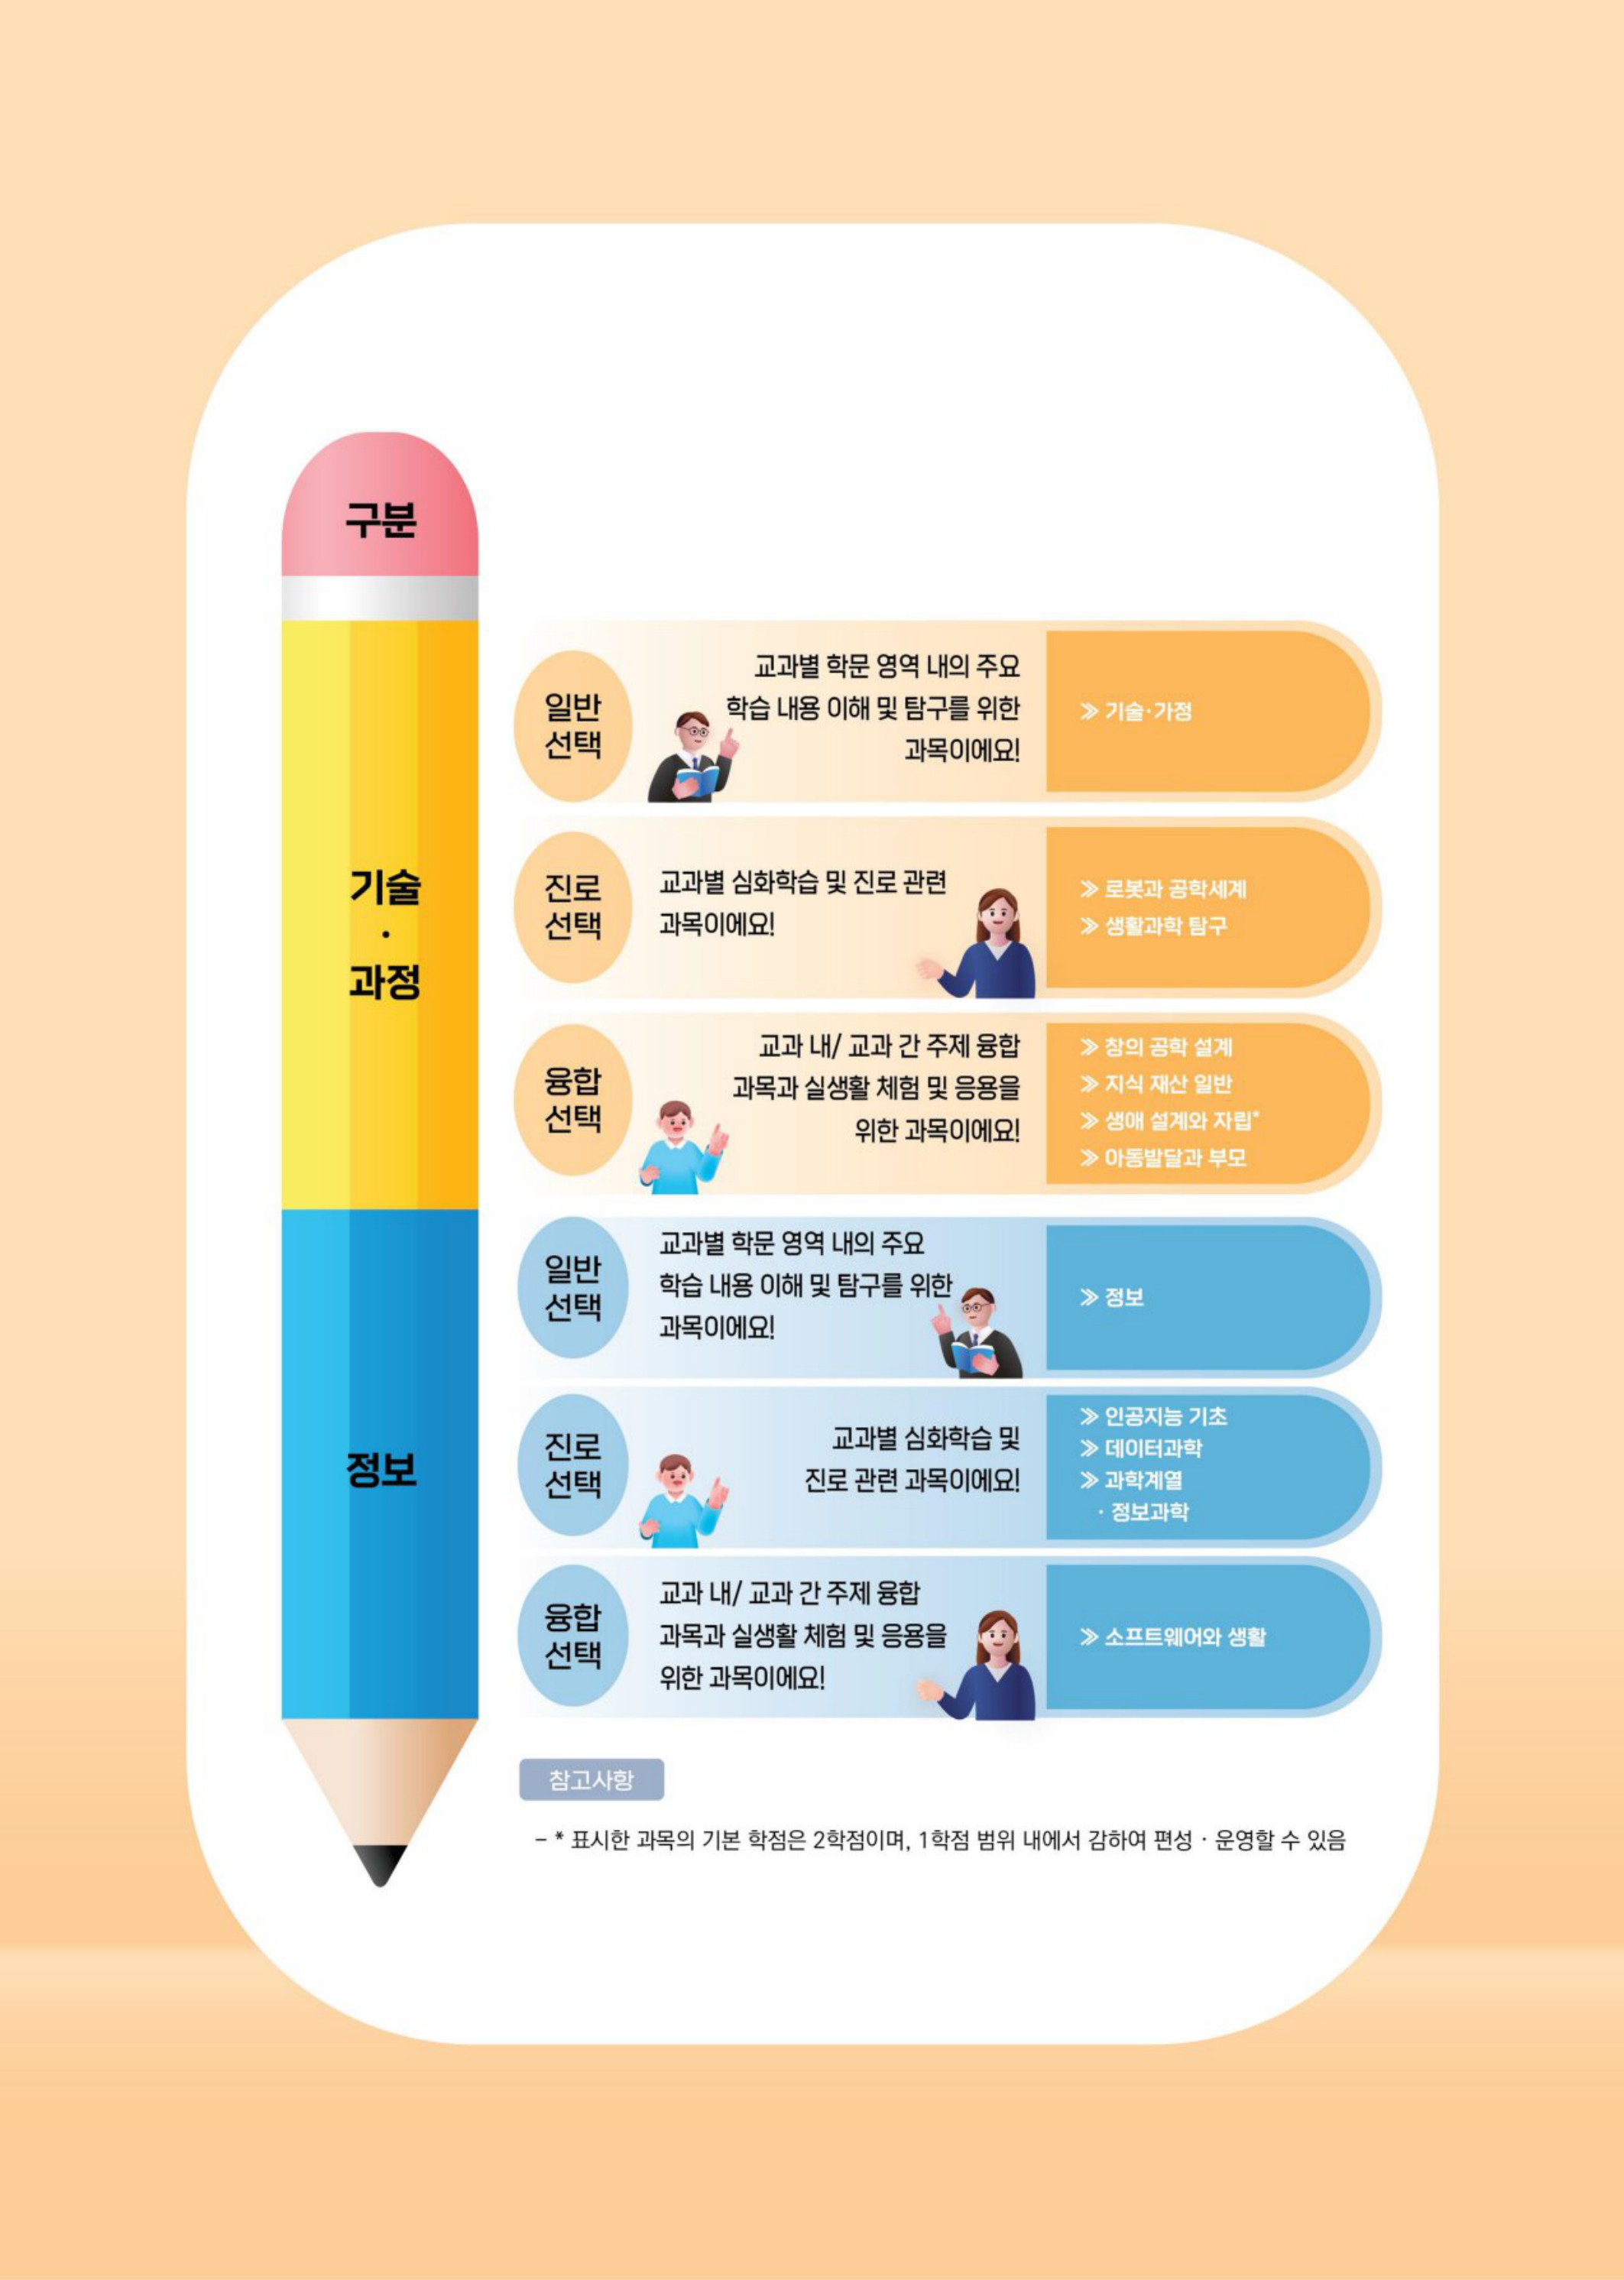 구분
기술
·
과정
일반
선택
교과별 학문 영역 내의 주요
학습 내용 이해 및 탐구를 위한
과목이에요!
≫ 기술·가정
진로
선택
교과별 심화학습 및 진로 관련
과목이에요!
≫ 로봇과 공학세계
≫ 생활과학 탐구
융합
선택
교과 내/ 교과 간 주제 융합
과목과 실생활 체험 및 응용을
위한 과목이에요!
≫ 창의 공학 설계
≫ 지식 재산 일반
≫ 생애 설계와 자립*
≫ 아동발달과 부모
정보
일반
선택
교과별 학문 영역 내의 주요
학습 내용 이해 및 탐구를 위한
과목이에요!
≫ 정보
진로
선택
교과별 심화학습 및
진로 관련 과목이에요!
≫ 인공지능 기초
≫ 데이터과학
≫ 과학계열
· 정보과학
융합
선택
교과 내/ 교과 간 주제 융합
과목과 실생활 체험 및 응용을
위한 과목이에요!
≫ 소프트웨어와 생활
참고사항
– * 표시한 과목의 기본 학점은 2학점이며, 1학점 범위 내에서 감하여 편성 · 운영할 수 있음